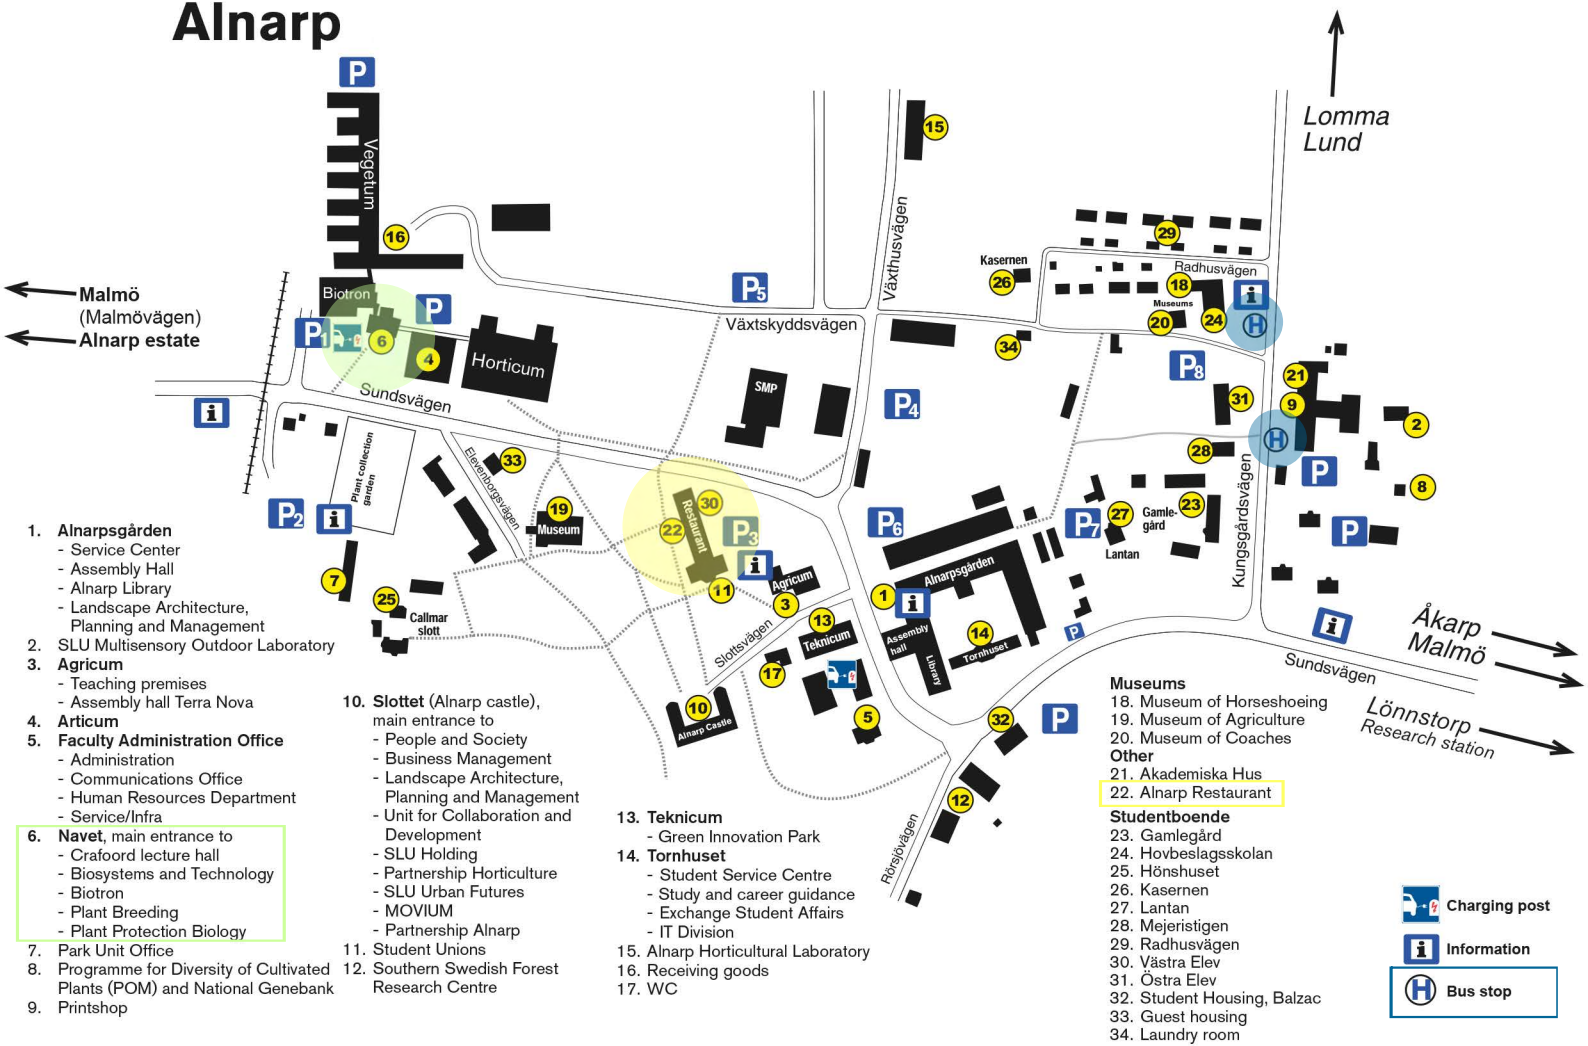 Alnarp
P
Vegetum
16
15
Lomma
Lund
Växthusvägen
29
Kasernen
26
Radhusvägen
18
Museums
20
24
i
H
34
Malmö
(Malmövägen)
Alnarp estate
Biotron
P
P1
6
4
Horticum
P5
Växtskyddsvägen
P8
21
9
31
2
Sundsvägen
i
SMP
P4
H
28
P
8
Plant collection
garden
Elevenborgsvägen
33
P2
i
19
Museum
30
22
Restaurant
P3
i
11
Agricum
3
P6
P7
27
Lantan
Gamle-
gård
23
Kungsgårdsvägen
P
7
25
Callmar
slott
Slottsvägen
13
Teknicum
17
10
Alnarp Castle
5
1
i
Alnarpsgården
Assembly
hall
Library
14
Tornhuset
P
32
P
12
Rörsjövägen
i
Sundsvägen
Åkarp
Malmö
Lönnstorp
Research station
1. Alnarpsgården
- Service Center
- Assembly Hall
- Alnarp Library
- Landscape Architecture,
Planning and Management
2. SLU Multisensory Outdoor Laboratory
3. Agricum
- Teaching premises
- Assembly hall Terra Nova
4. Articum
5. Faculty Administration Office
- Administration
- Communications Office
- Human Resources Department
- Service/Infra
6. Navet, main entrance to
- Crafoord lecture hall
- Biosystems and Technology
- Biotron
- Plant Breeding
- Plant Protection Biology
7. Park Unit Office
8. Programme for Diversity of Cultivated
Plants (POM) and National Genebank
9. Printshop
10. Slottet (Alnarp castle),
main entrance to
- People and Society
- Business Management
- Landscape Architecture,
Planning and Management
- Unit for Collaboration and
Development
- SLU Holding
- Partnership Horticulture
- SLU Urban Futures
- MOVIUM
- Partnership Alnarp
11. Student Unions
12. Southern Swedish Forest
Research Centre
13. Teknicum
- Green Innovation Park
14. Tornhuset
- Student Service Centre
- Study and career guidance
- Exchange Student Affairs
- IT Division
15. Alnarp Horticultural Laboratory
16. Receiving goods
17. WC
Museums
18. Museum of Horseshoeing
19. Museum of Agriculture
20. Museum of Coaches
Other
21. Akademiska Hus
22. Alnarp Restaurant
Studentboende
23. Gamlegård
24. Hovbeslagsskolan
25. Hönshuset
26. Kasernen
27. Lantan
28. Mejeristigen
29. Radhusvägen
30. Västra Elev
31. Östra Elev
32. Student Housing, Balzac
33. Guest housing
34. Laundry room
Charging post
i Information
H Bus stop